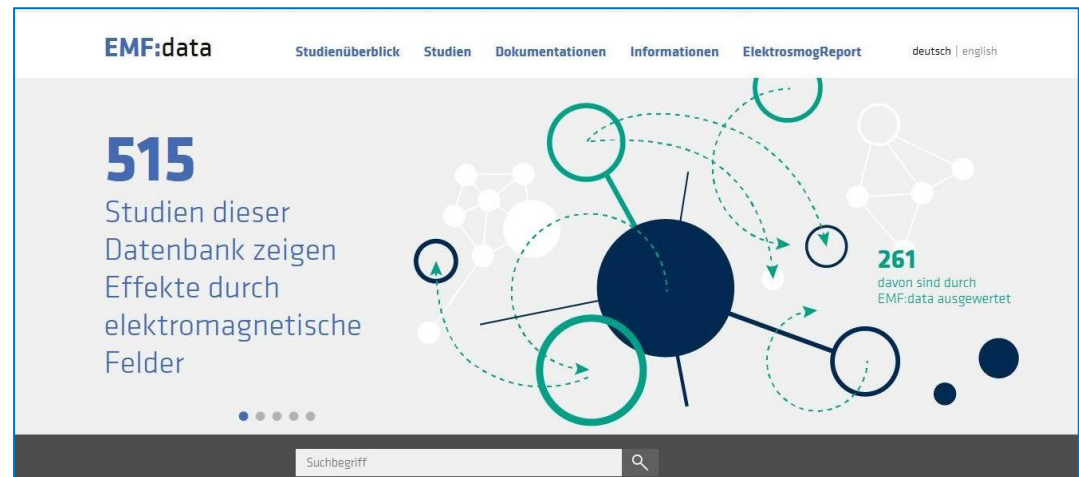 EMF:data
Studienüberblick Studien Dokumentationen Informationen ElektrosmogReport deutsch | english
515
Studien dieser
Datenbank zeigen
Effekte durch
elektromagnetische
Felder
261
davon sind durch
EMF:data ausgewertet
Suchbegriff